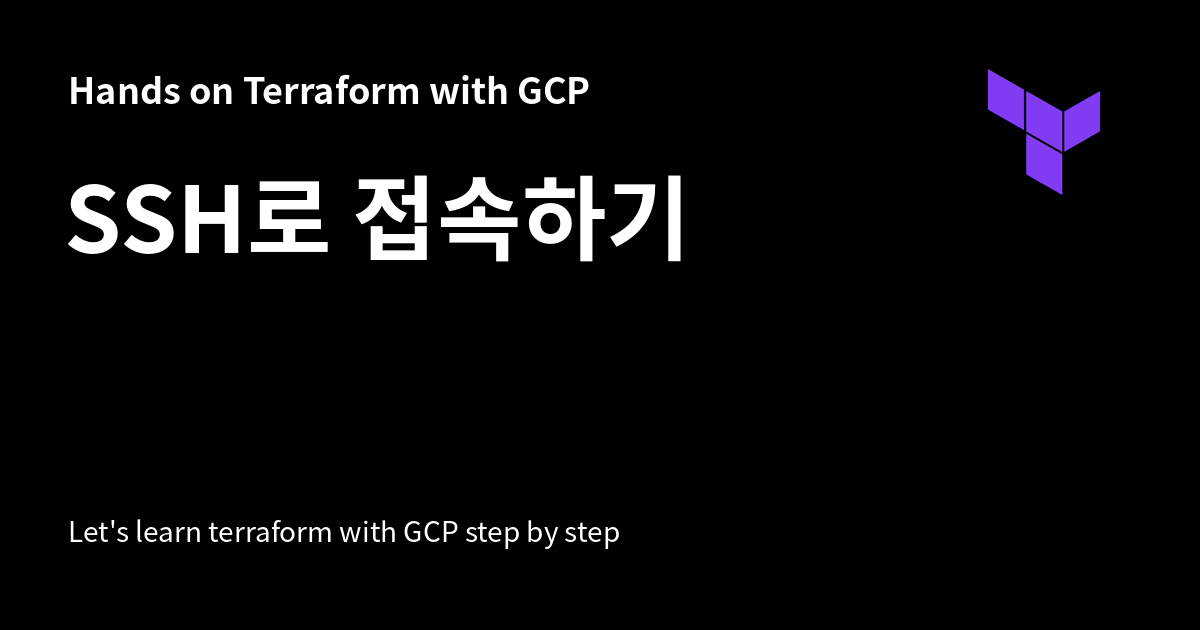 Hands on Terraform with GCP
SSH로 접속하기
Let's learn terraform with GCP step by step